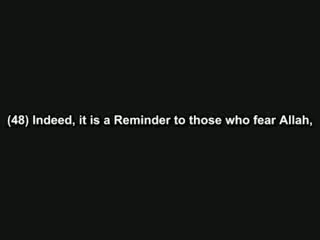 (48) Indeed, it is a Reminder to those who fear Allah,